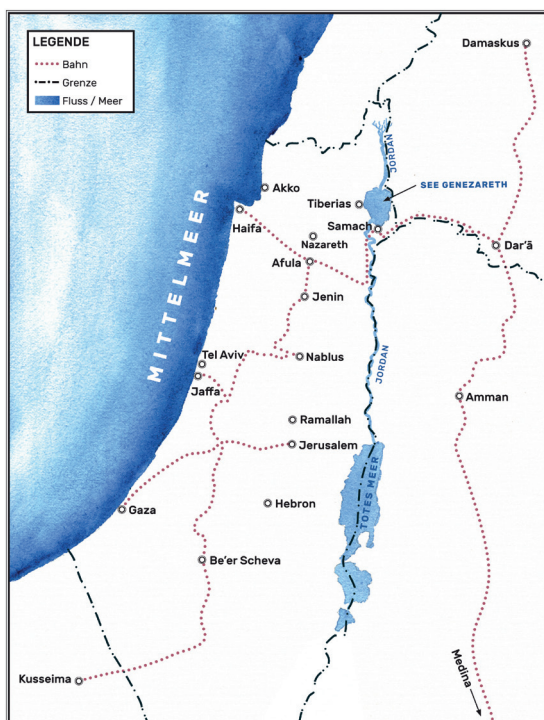 LEGENDE
Bahn
Grenze
Fluss / Meer
Damaskus
JORDAN
Akko
Tiberias
SEE GENEZARETH
Haifa
Samach
Nazareth
Dar'ā
Afula
Jenin
MITTELMEER
Tel Aviv
Nablus
JORDAN
Jaffa
Amman
Ramallah
Jerusalem
TOTES MEER
Hebron
Gaza
Be'er Scheva
Kusseima
Medina